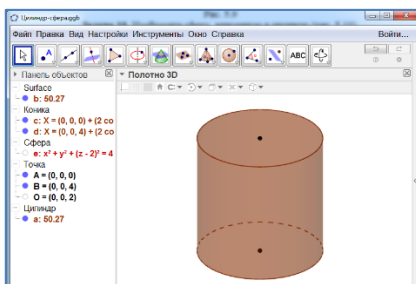 Цилиндр-сфера.ggb
Файл Правка Вид Настройки Инструменты Окно Справка
Войти...
ABC
Панель объектов
Полотно 3D
Surface
b: 50.27
Коника
c: X = (0, 0, 0) + (2 co
d: X = (0, 0, 4) + (2 co
Сфера
e: x² + y² + (z - 2)² = 4
Точка
A = (0, 0, 0)
B = (0, 0, 4)
O = (0, 0, 2)
Цилиндр
a: 50.27